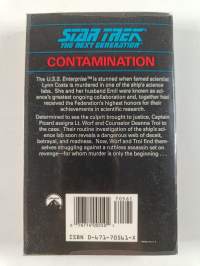 STAR TREK
THE NEXT GENERATION
CONTAMINATION
The U.S.S. Enterprise™ is stunned when famed scientist
Lynn Costa is murdered in one of the ship's science
labs. She and her husband Emil were known as sci-
ence's greatest ongoing collaboration and, together had
received the Federation's highest honors for their
achievements in scientific research.
Determined to see the culprit brought to justice, Captain
Picard assigns Lt. Worf and Counselor Deanna Troi to
the case. Their routine investigation of the ship's sci-
ence lab soon reveals a dangerous web of deceit,
betrayal, and madness. Now, Worf and Troi find them-
selves struggling against a ruthless assassin set on
revenge—for whom murder is only the beginning ...
70561
ISBN 0-671-70561-X